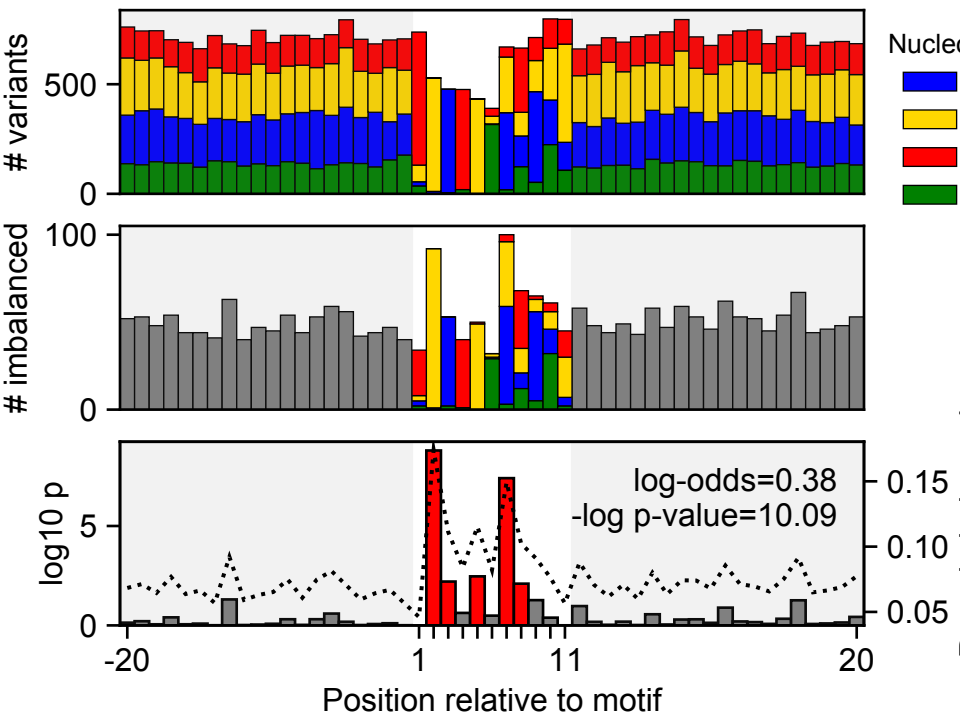 # variants
500
0
Nucleo
# imbalanced
100
0
log10 p
5
0
log-odds=0.38
-log p-value=10.09
0.15
0.10
0.05
-20
1
11
20
Position relative to motif